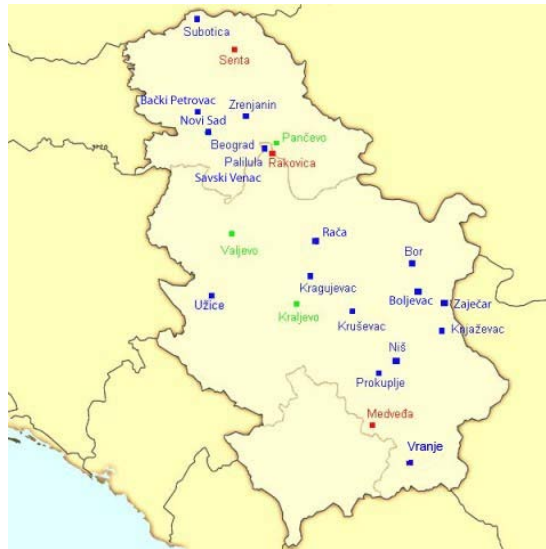 Subotica
Senta
Bački Petrovac
Zrenjanin
Novi Sad
Pančevo
Beograd
Palilula
Rakovica
Savski Venac
Rača
Valjevo
Bor
Kragujevac
Boljevac
Užice
Zaječar
Kraljevo
Kruševac
Knjaževac
Niš
Prokuplje
Medveđa
Vranje